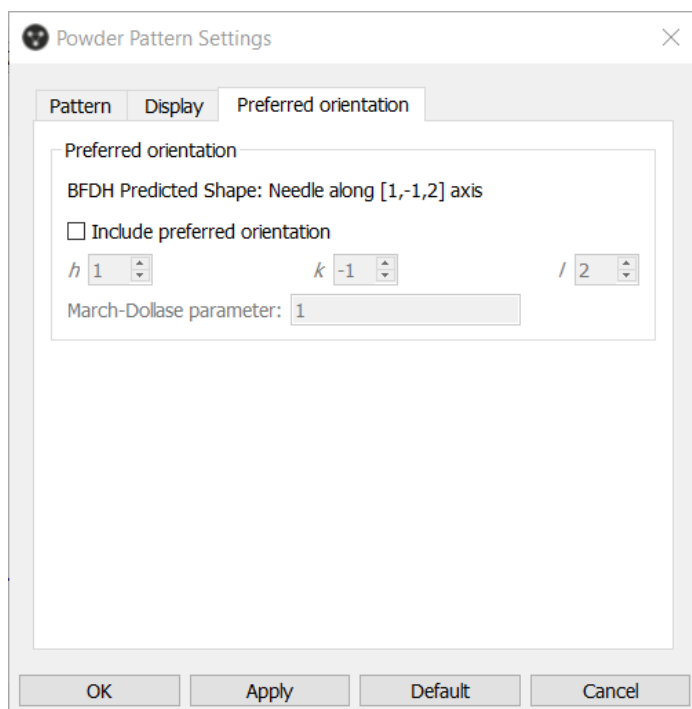 Powder Pattern Settings
Pattern Display Preferred orientation
Preferred orientation
BFDH Predicted Shape: Needle along [1,-1,2] axis
Include preferred orientation
h 1 k -1 l 2
March-Dollase parameter: 1
OK Apply Default Cancel